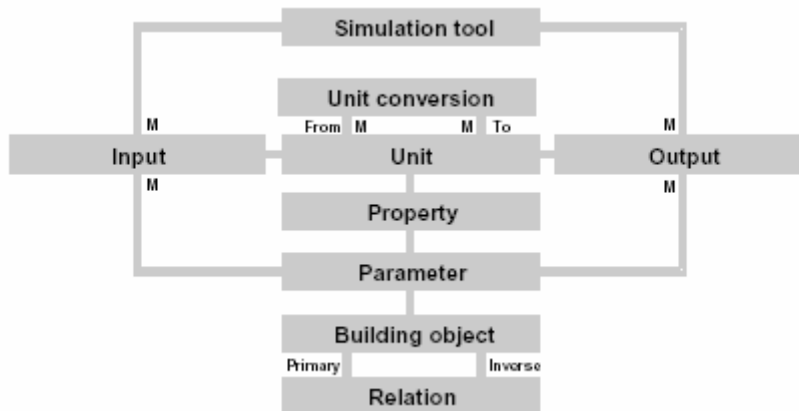 Simulation tool
Unit conversion
M From M M To M
Input Unit Output
M M
Property
Parameter
Building object
Primary Inverse
Relation